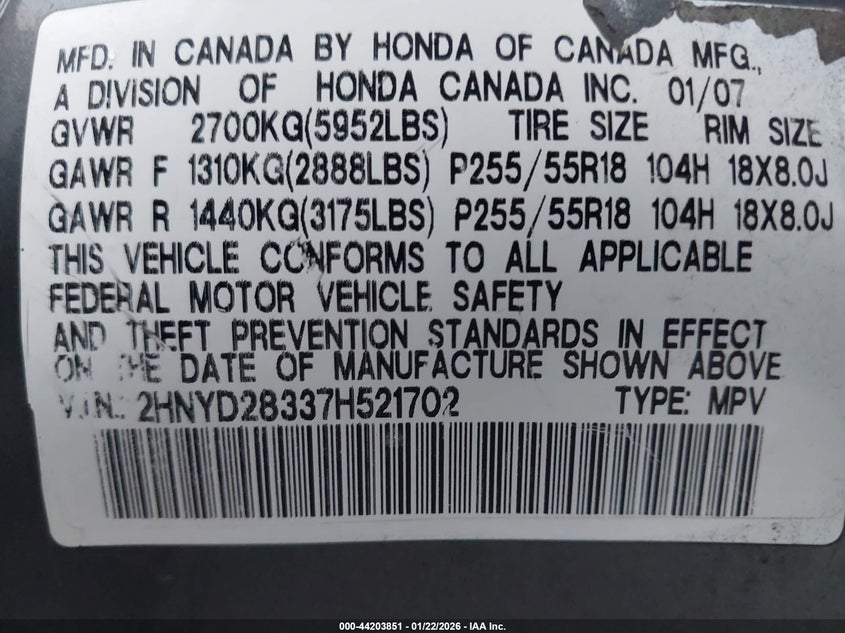 MFD. IN CANADA BY HONDA OF CANADA MFG.,
A DIVISION OF HONDA CANADA INC. 01/07
GVWR 2700KG(5952LBS) TIRE SIZE RIM SIZE
GAWR F 1310KG(2888LBS) P255/55R18 104H 18X8.0J
GAWR R 1440KG(3175LBS) P255/55R18 104H 18X8.0J
THIS VEHICLE CONFORMS TO ALL APPLICABLE
FEDERAL MOTOR VEHICLE SAFETY
AND THEFT PREVENTION STANDARDS IN EFFECT
ON THE DATE OF MANUFACTURE SHOWN ABOVE
V.I.N.: 2HNYD28337H521702 TYPE: MPV
000-44203851 - 01/22/2026 - IAA Inc.